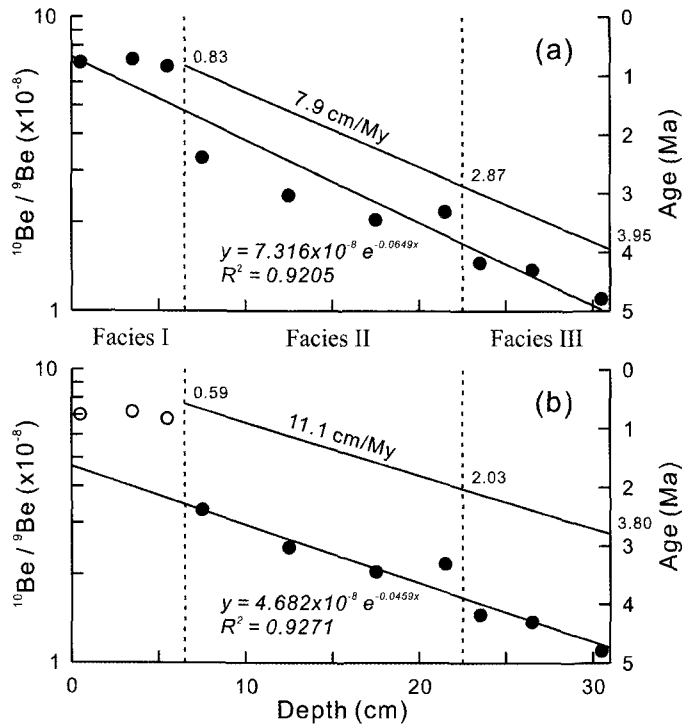 (a)
10
1
¹⁰Be / ⁹Be (x10⁻⁸)
0.83
7.9 cm/My
2.87
3.95
y = 7.316x10⁻⁸ e^-0.0649x
R² = 0.9205
0
1
2
3
4
5
Age (Ma)
Facies I
Facies II
Facies III
(b)
10
1
¹⁰Be / ⁹Be (x10⁻⁸)
0.59
11.1 cm/My
2.03
3.80
y = 4.682x10⁻⁸ e^-0.0459x
R² = 0.9271
0
1
2
3
4
5
Age (Ma)
0
10
20
30
Depth (cm)